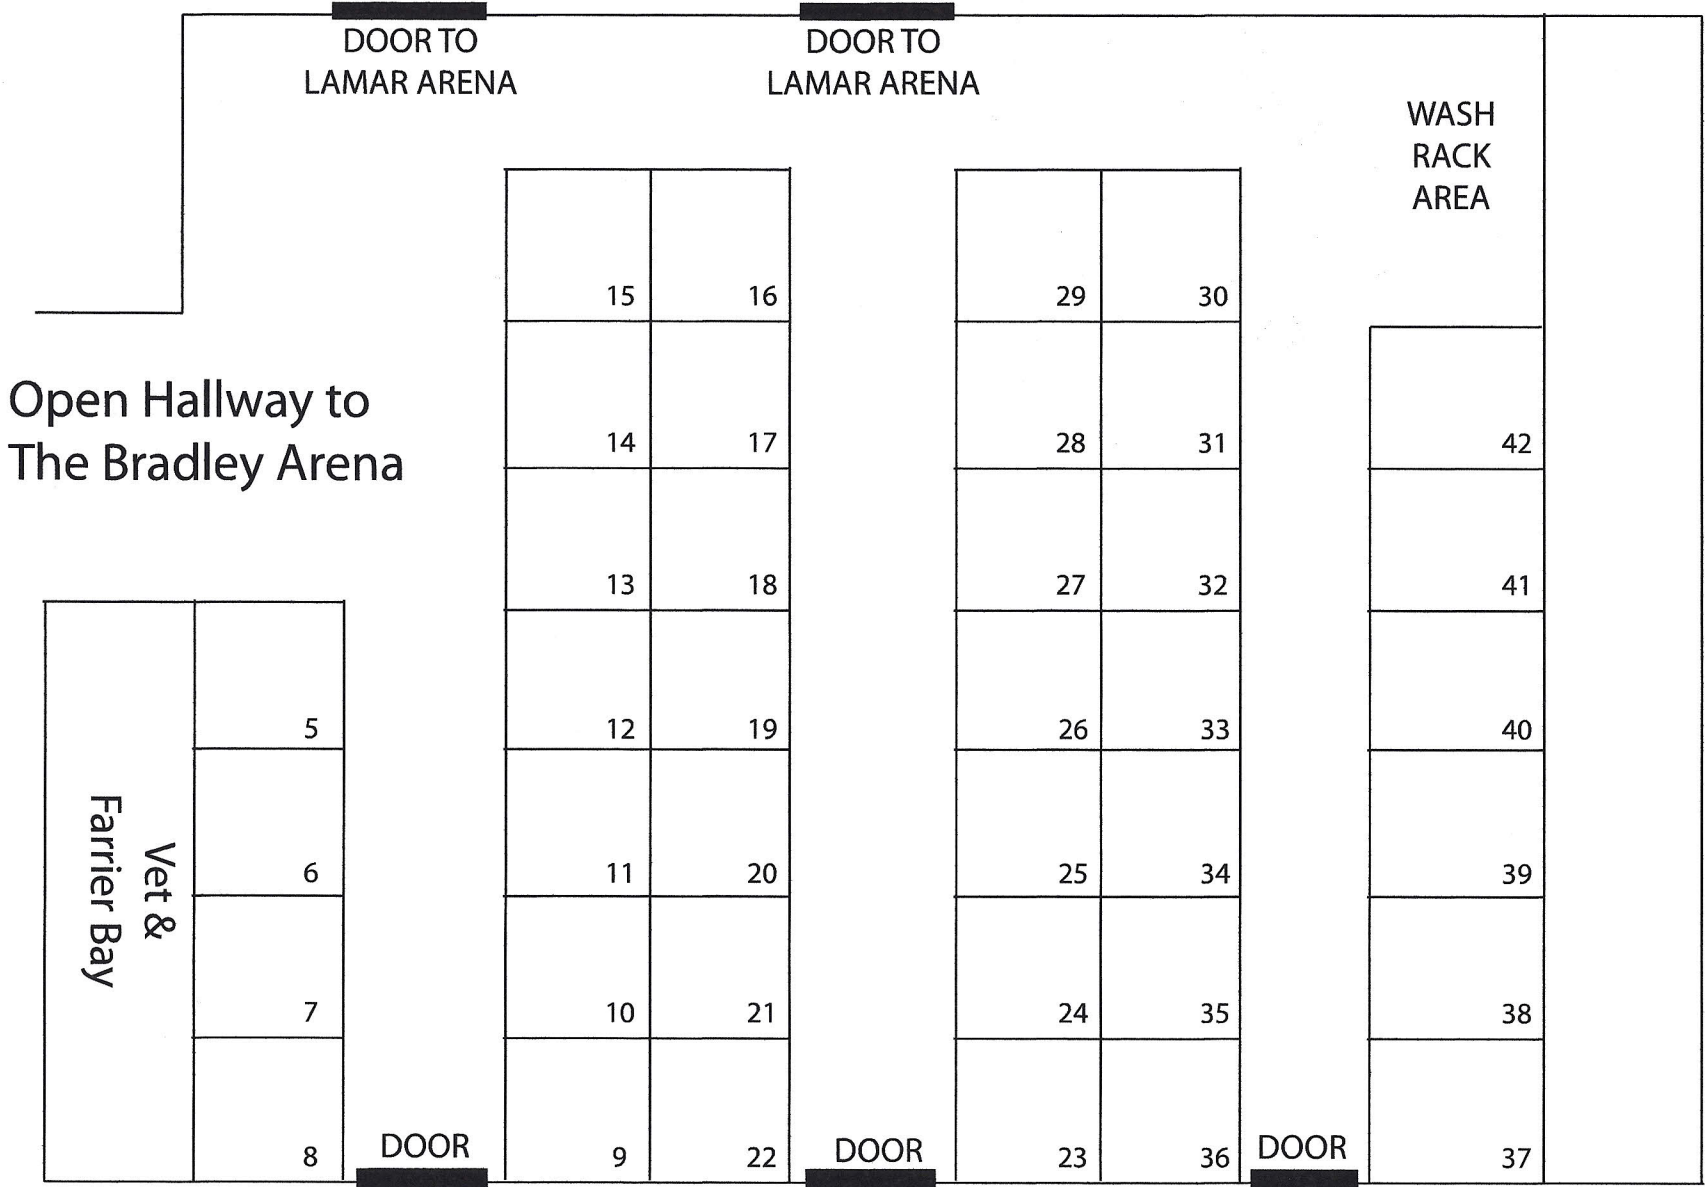 DOOR TO
LAMAR ARENA
DOOR TO
LAMAR ARENA
WASH
RACK
AREA
15
16
29
30
Open Hallway to
The Bradley Arena
14
17
28
31
42
13
18
27
32
41
5
12
19
26
33
40
Vet &
Farrier Bay
6
11
20
25
34
39
7
10
21
24
35
38
8
DOOR
9
22
DOOR
23
36
DOOR
37